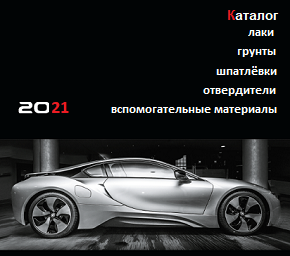 Каталог
лаки
грунты
шпатлёвки
отвердители
2021
вспомогательные материалы